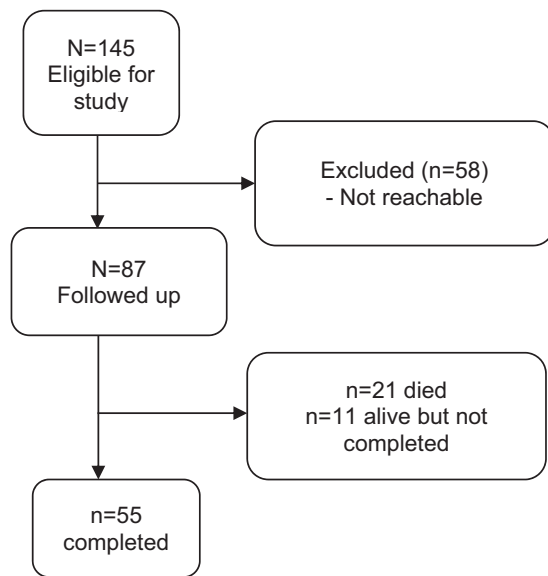 N=145
Eligible for
study
Excluded (n=58)
- Not reachable
N=87
Followed up
n=21 died
n=11 alive but not
completed
n=55
completed